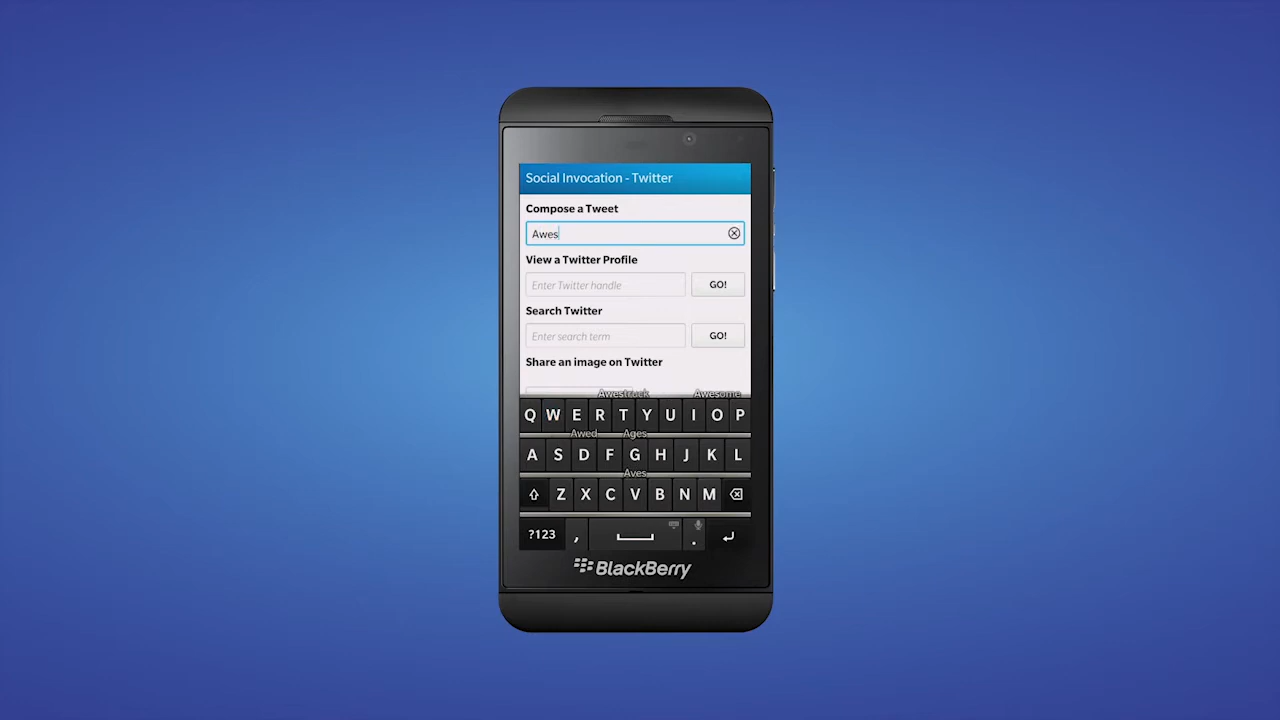 Social Invocation - Twitter
Compose a Tweet
Awes
View a Twitter Profile
Enter Twitter handle
GO!
Search Twitter
Enter search term
GO!
Share an image on Twitter
Awestruck Awesome
Q W E R T Y U I O P
Awed Ages
A S D F G H J K L
Aves
Z X C V B N M
?123 , .
BlackBerry